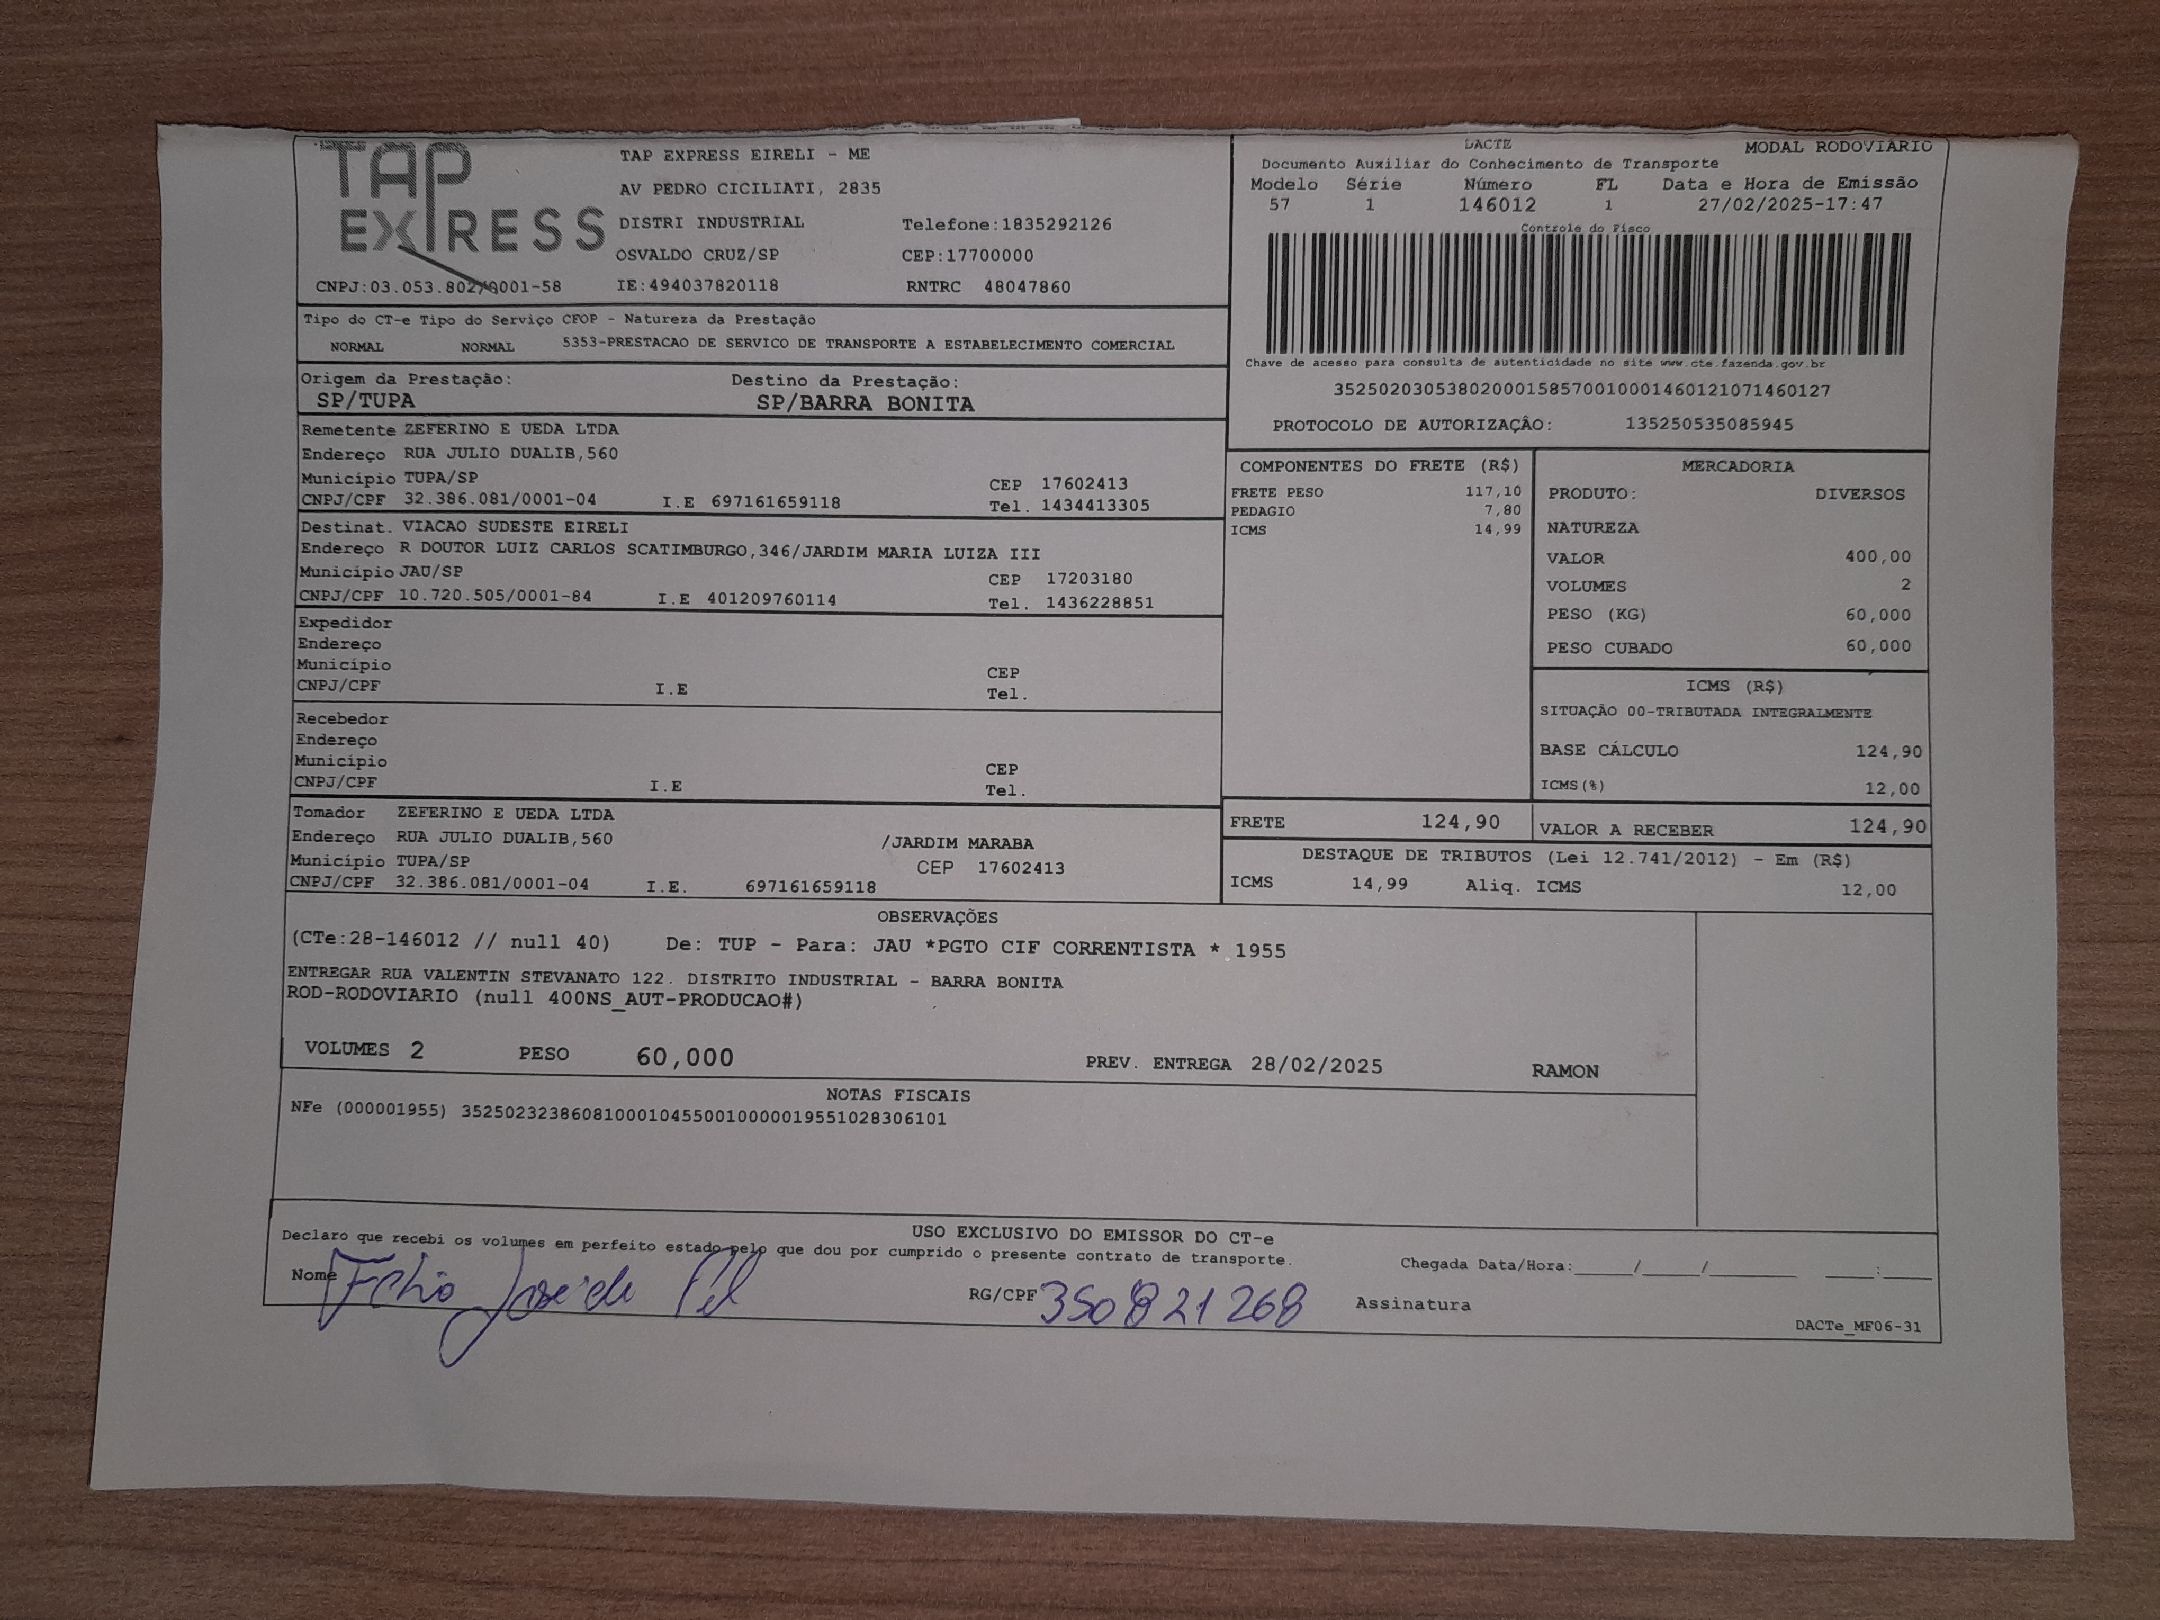 TAP
EXPRESS
TAP EXPRESS EIRELI - ME
AV PEDRO CICILIATI, 2835
DISTRI INDUSTRIAL Telefone:1835292126
OSVALDO CRUZ/SP CEP:17700000
CNPJ:03.053.802/0001-58 IE:494037820118 RNTRC 48047860
DACTE MODAL RODOVIÁRIO
Documento Auxiliar do Conhecimento de Transporte
Modelo Série Número FL Data e Hora de Emissão
57 1 146012 1 27/02/2025-17:47
Controle do Fisco
Chave de acesso para consulta de autenticidade no site www.cte.fazenda.gov.br
35250203053802000158570010001460121071460127
PROTOCOLO DE AUTORIZAÇÂO: 135250535085945
Tipo do CT-e Tipo do Serviço CFOP - Natureza da Prestação
NORMAL NORMAL 5353-PRESTACAO DE SERVICO DE TRANSPORTE A ESTABELECIMENTO COMERCIAL
Origem da Prestação: Destino da Prestação:
SP/TUPA SP/BARRA BONITA
Remetente ZEFERINO E UEDA LTDA
Endereço RUA JULIO DUALIB,560
Município TUPA/SP CEP 17602413
CNPJ/CPF 32.386.081/0001-04 I.E 697161659118 Tel. 1434413305
Destinat. VIACAO SUDESTE EIRELI
Endereço R DOUTOR LUIZ CARLOS SCATIMBURGO,346/JARDIM MARIA LUIZA III
Município JAU/SP CEP 17203180
CNPJ/CPF 10.720.505/0001-84 I.E 401209760114 Tel. 1436228851
Expedidor
Endereço
Município CEP
CNPJ/CPF I.E Tel.
Recebedor
Endereço
Município CEP
CNPJ/CPF I.E Tel.
Tomador ZEFERINO E UEDA LTDA
Endereço RUA JULIO DUALIB,560 /JARDIM MARABA
Município TUPA/SP CEP 17602413
CNPJ/CPF 32.386.081/0001-04 I.E. 697161659118
COMPONENTES DO FRETE (R$)
FRETE PESO 117,10
PEDAGIO 7,80
ICMS 14,99
MERCADORIA
PRODUTO: DIVERSOS
NATUREZA
VALOR 400,00
VOLUMES 2
PESO (KG) 60,000
PESO CUBADO 60,000
ICMS (R$)
SITUAÇÃO 00-TRIBUTADA INTEGRALMENTE
BASE CÁLCULO 124,90
ICMS(%) 12,00
FRETE 124,90 VALOR A RECEBER 124,90
DESTAQUE DE TRIBUTOS (Lei 12.741/2012) - Em (R$)
ICMS 14,99 Aliq. ICMS 12,00
OBSERVAÇÕES
(CTe:28-146012 // null 40) De: TUP - Para: JAU *PGTO CIF CORRENTISTA * 1955
ENTREGAR RUA VALENTIN STEVANATO 122. DISTRITO INDUSTRIAL - BARRA BONITA
ROD-RODOVIARIO (null 400NS_AUT-PRODUCAO#)
VOLUMES 2 PESO 60,000 PREV. ENTREGA 28/02/2025 RAMON
NOTAS FISCAIS
NFe (000001955) 35250232386081000104550010000019551028306101
USO EXCLUSIVO DO EMISSOR DO CT-e
Declaro que recebi os volumes em perfeito estado pelo que dou por cumprido o presente contrato de transporte.
Chegada Data/Hora:_____/_____/________ ____:____
Nome José de RG/CPF 350821268 Assinatura
DACTe_MF06-31